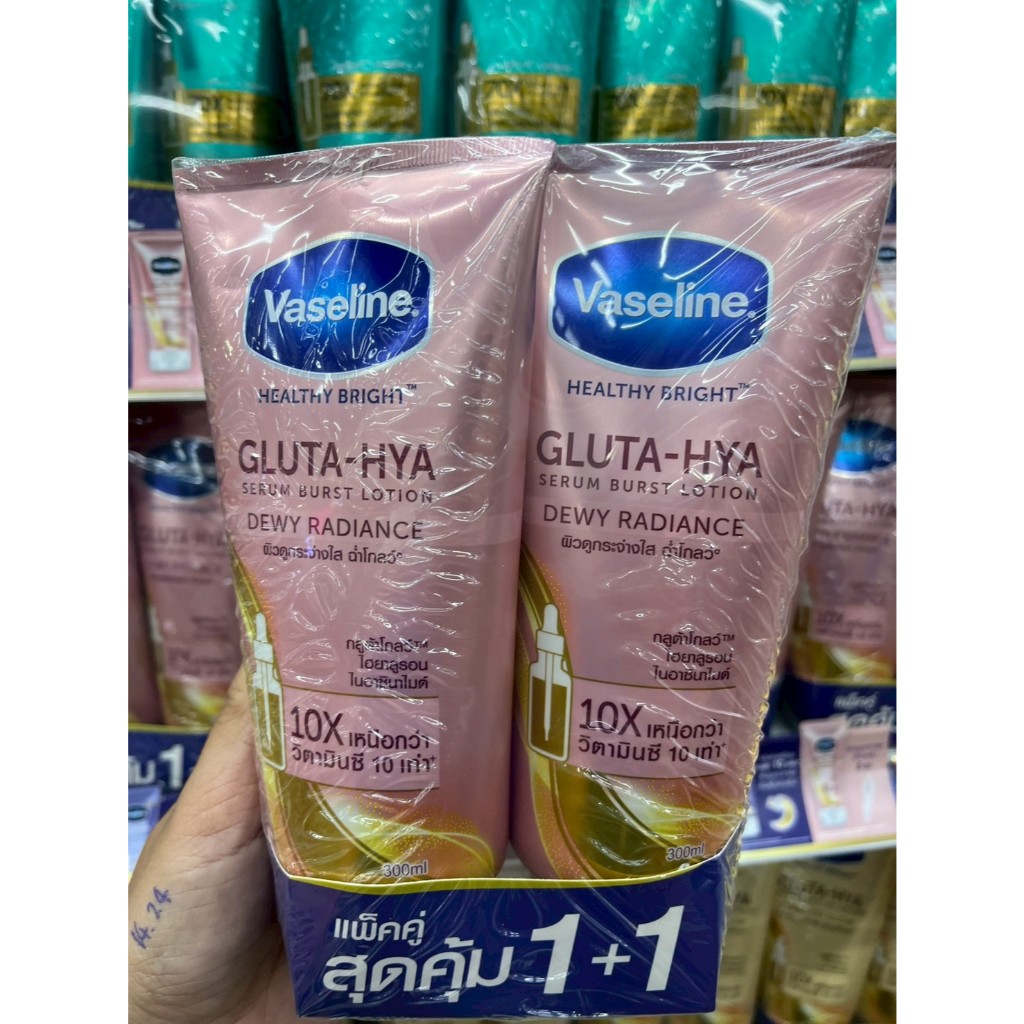 Vaseline.
HEALTHY BRIGHT™
GLUTA-HYA
SERUM BURST LOTION
DEWY RADIANCE
ผิวดูกระจ่างใส ฉ่ำโกลว์°
กลูต้าโกลว์™
ไฮยาลูรอน
ไนอาซินาไมด์
10X เหนือกว่า
วิตามินซี 10 เท่า⁺
300ml
Vaseline.
HEALTHY BRIGHT™
GLUTA-HYA
SERUM BURST LOTION
DEWY RADIANCE
ผิวดูกระจ่างใส ฉ่ำโกลว์°
กลูต้าโกลว์™
ไฮยาลูรอน
ไนอาซินาไมด์
10X เหนือกว่า
วิตามินซี 10 เท่า⁺
300ml
แพ็คคู่
สุดคุ้ม 1+1
GLUTA-HYA
GLUTA-HYA
แพ็คคู่